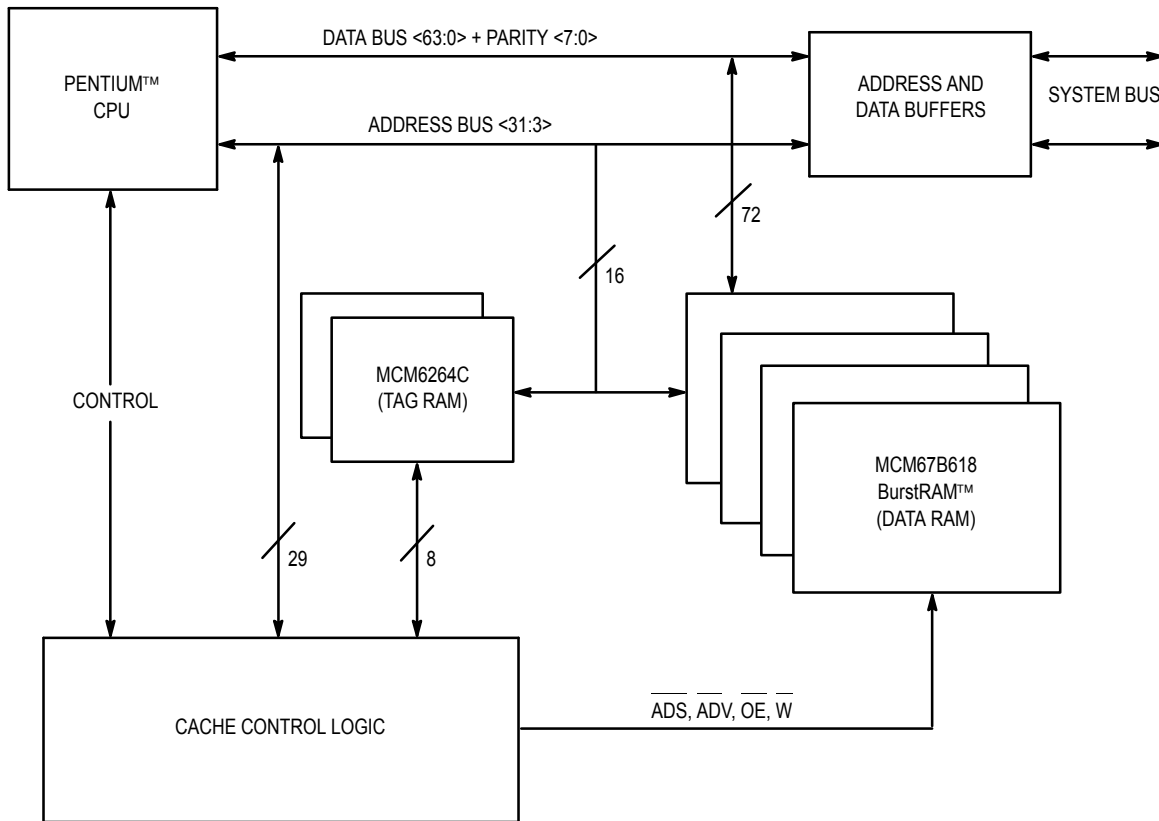 DATA BUS <63:0> + PARITY <7:0>
PENTIUM™
CPU
ADDRESS AND
DATA BUFFERS
SYSTEM BUS
ADDRESS BUS <31:3>
72
16
MCM6264C
(TAG RAM)
CONTROL
MCM67B618
BurstRAM™
(DATA RAM)
29
8
ADS, ADV, OE, W
CACHE CONTROL LOGIC